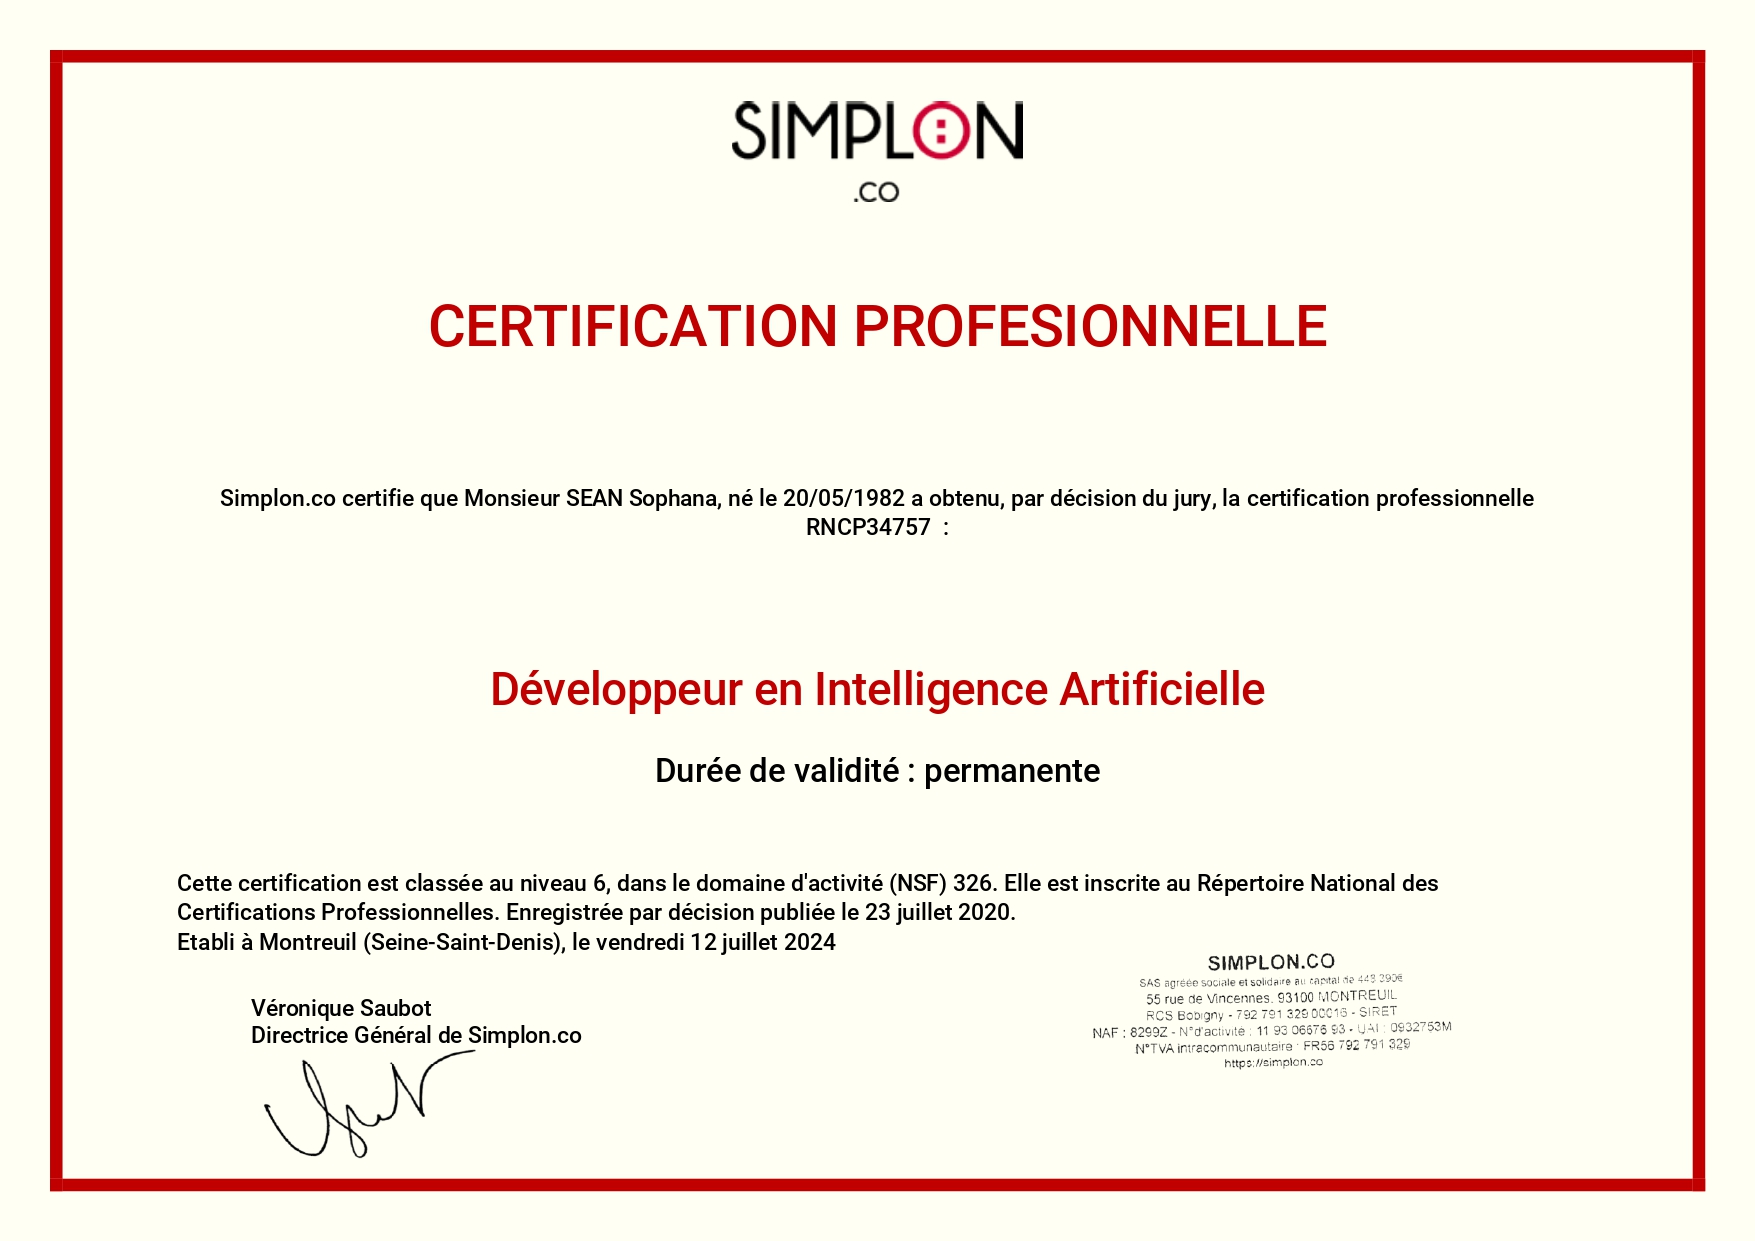 SIMPLON
.CO
CERTIFICATION PROFESIONNELLE
Simplon.co certifie que Monsieur SEAN Sophana, né le 20/05/1982 a obtenu, par décision du jury, la certification professionnelle
RNCP34757 :
Développeur en Intelligence Artificielle
Durée de validité : permanente
Cette certification est classée au niveau 6, dans le domaine d'activité (NSF) 326. Elle est inscrite au Répertoire National des
Certifications Professionnelles. Enregistrée par décision publiée le 23 juillet 2020.
Etabli à Montreuil (Seine-Saint-Denis), le vendredi 12 juillet 2024
Véronique Saubot
Directrice Général de Simplon.co
SIMPLON.CO
SAS agréée sociale et solidaire au capital de
55 rue de Vincennes. 93100 MONTREUIL
RCS Bobigny - 792 791 329 00016 - SIRET
NAF : 8299Z - N°d'activité : 11 93 06676 93 - UAI : 0932753M
N°TVA intracommunautaire : FR56 792 791 329
https://simplon.co